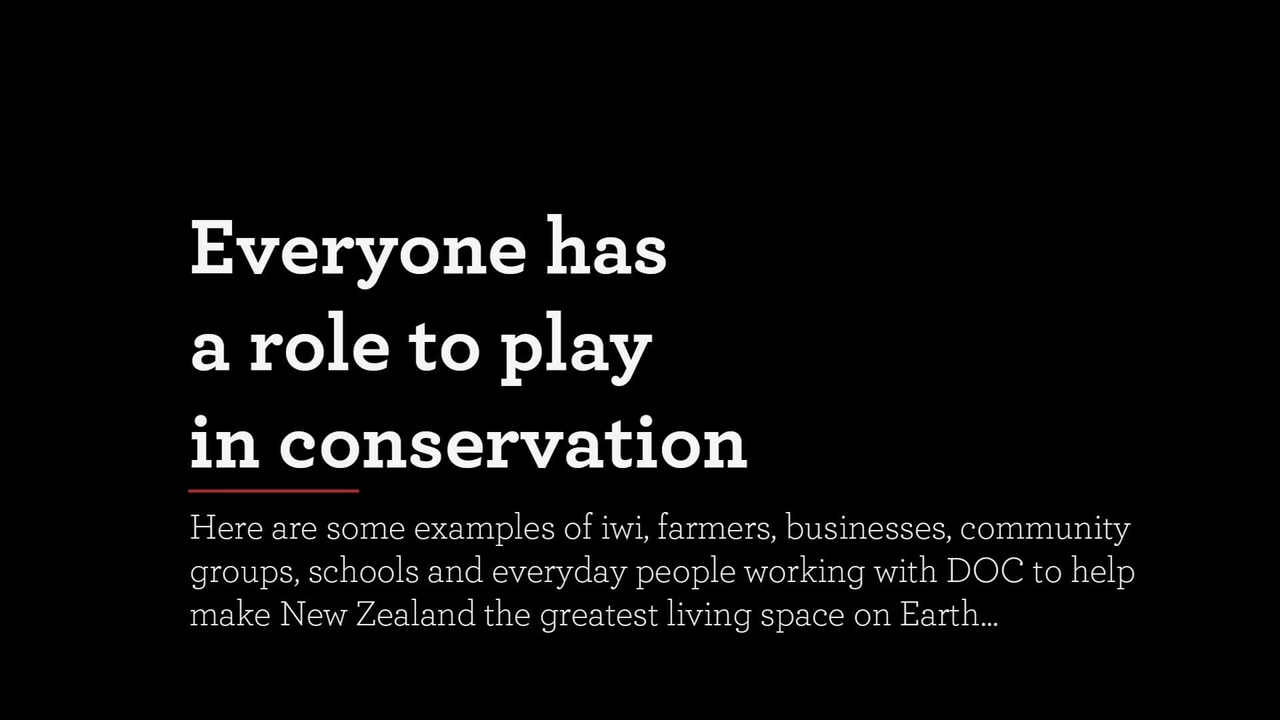 Everyone has
a role to play
in conservation
Here are some examples of iwi, farmers, businesses, community
groups, schools and everyday people working with DOC to help
make New Zealand the greatest living space on Earth...